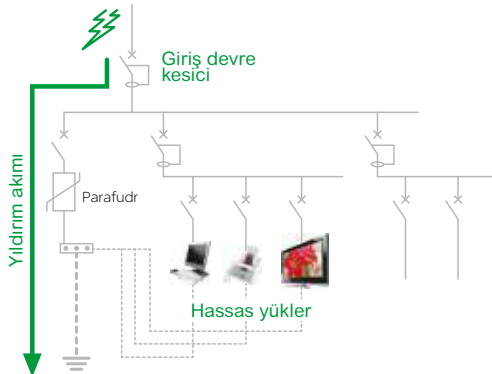 Giriş devre
kesici
Yıldırım akımı
Parafudr
Hassas yükler